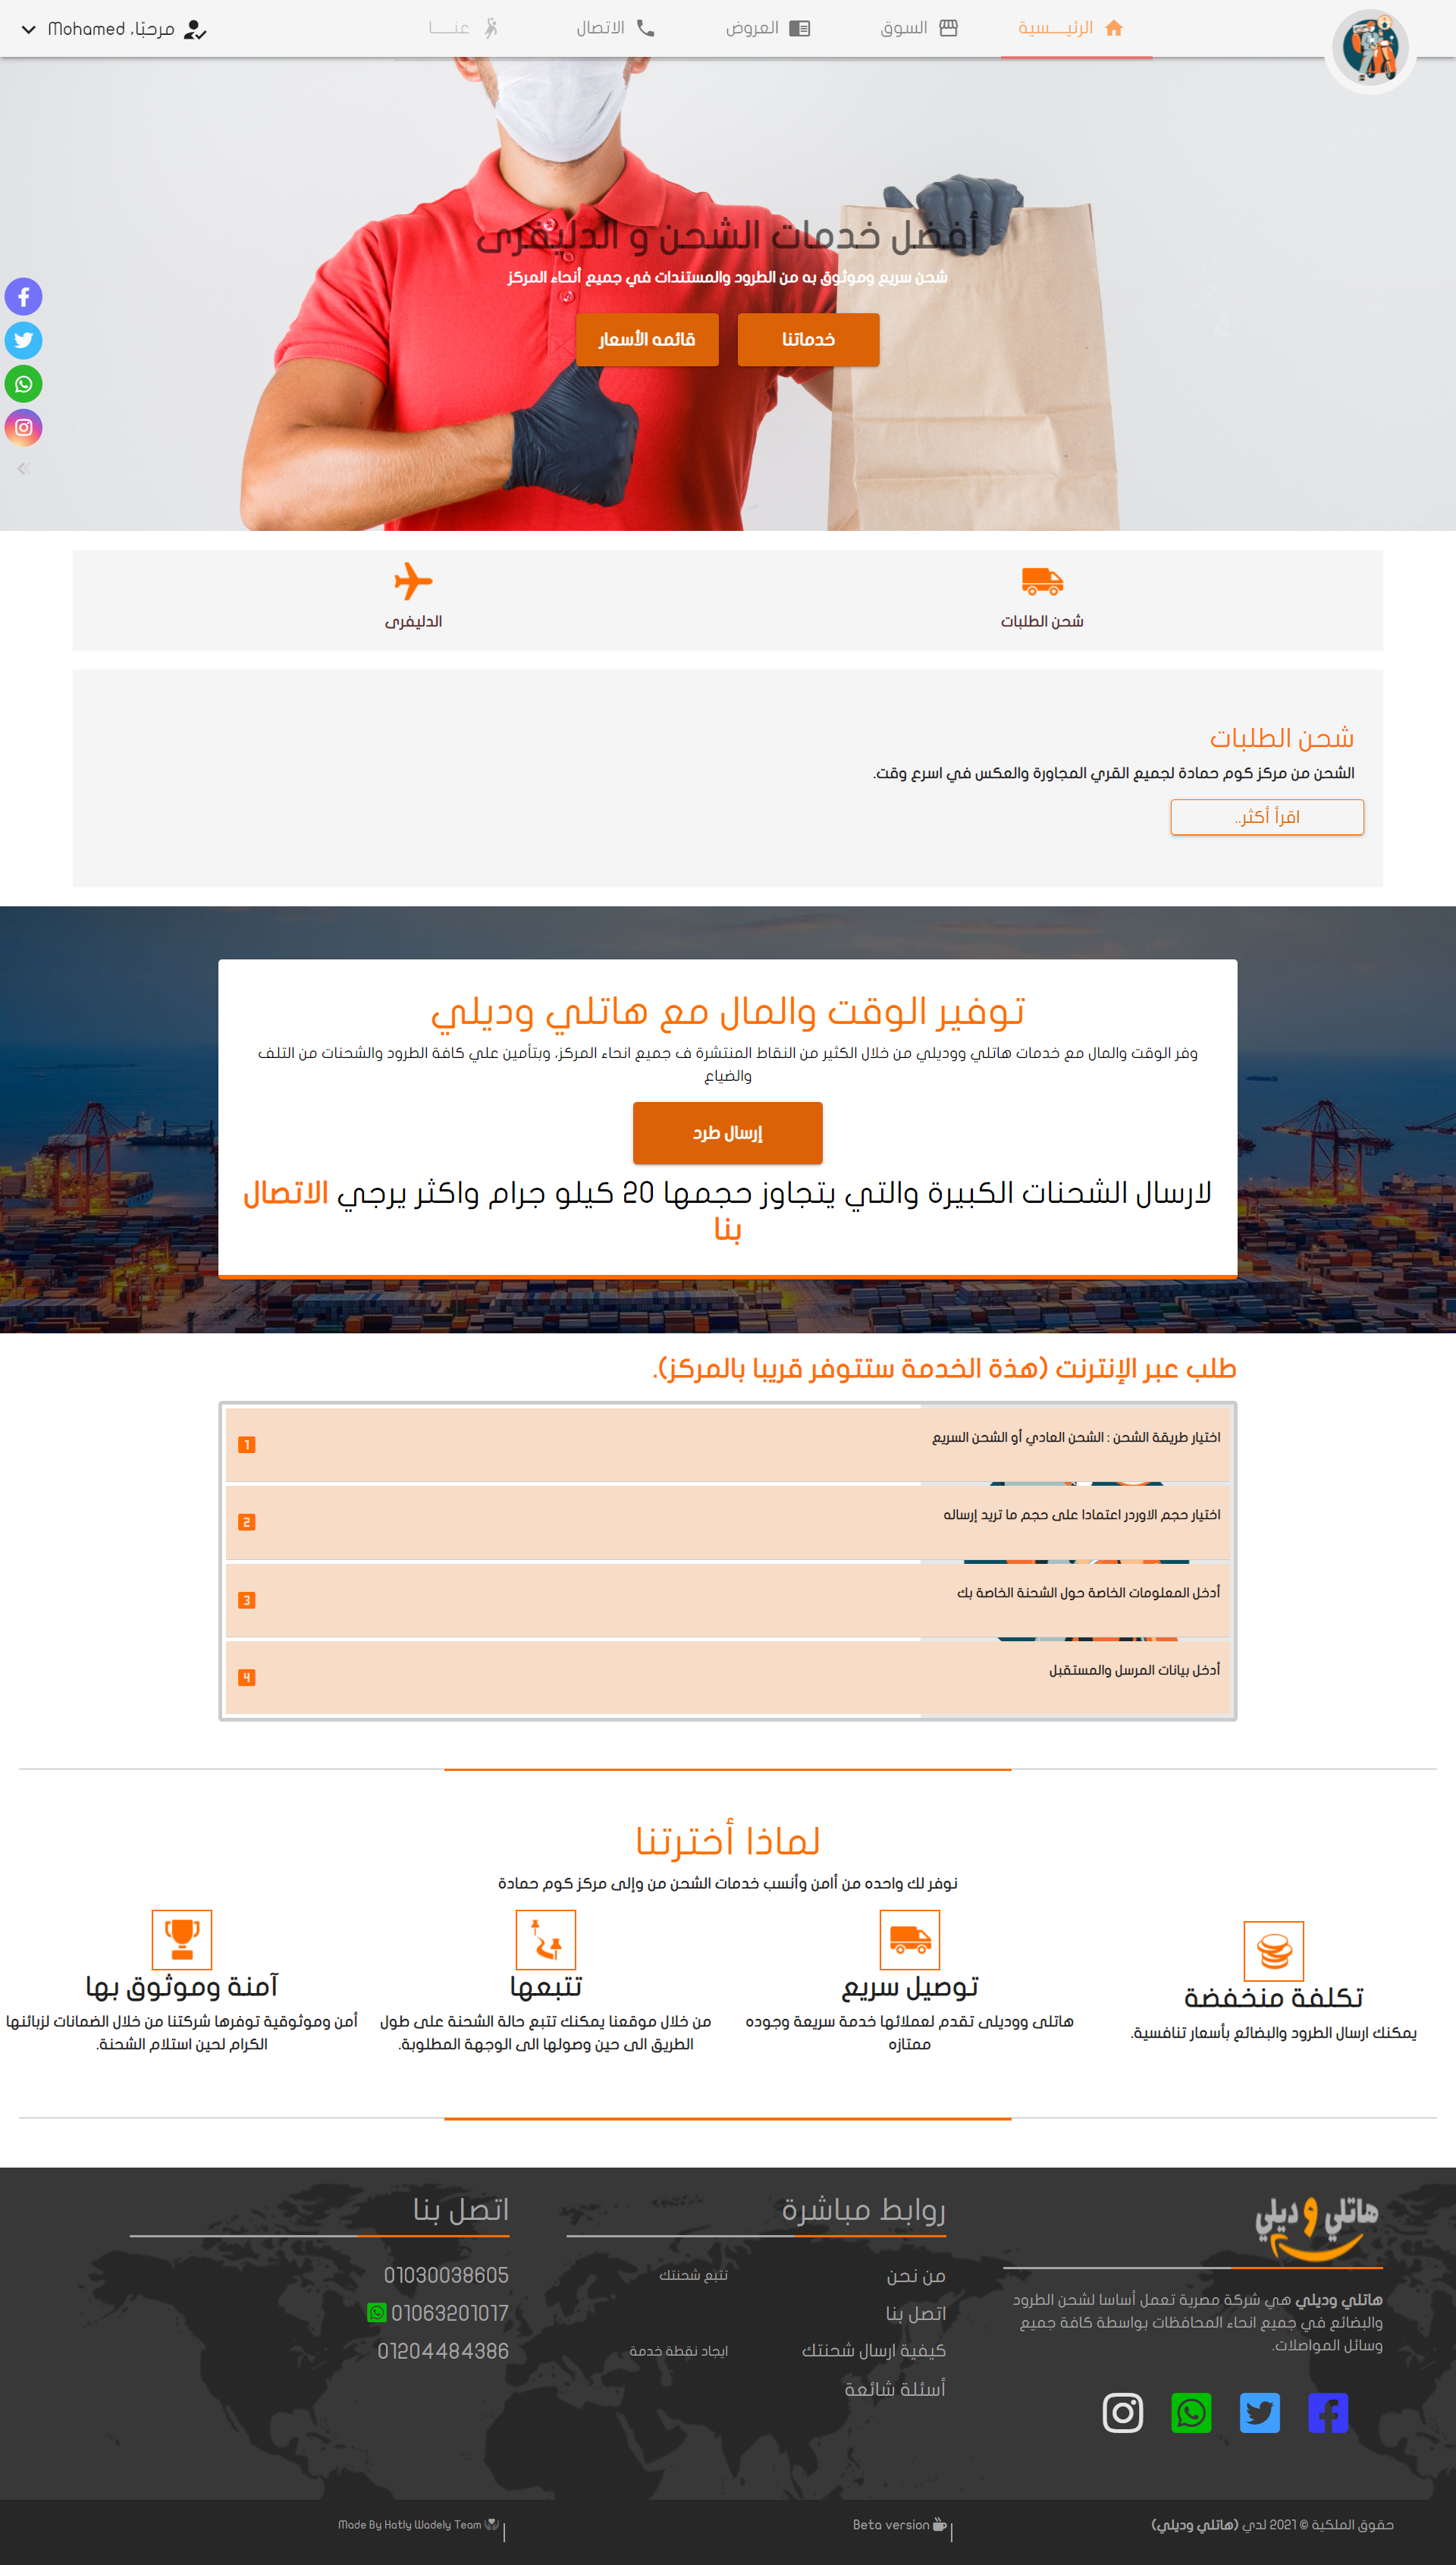 الرئيـــسية
السوق
العروض
الاتصال
عنـــا
مرحبًا، Mohamed
أفضل خدمات الشحن و الدليفرى
شحن سريع وموثوق به من الطرود والمستندات في جميع أنحاء المركز
خدماتنا
قائمه الأسعار
شحن الطلبات
الدليفرى
شحن الطلبات
الشحن من مركز كوم حمادة لجميع القري المجاورة والعكس في اسرع وقت.
اقرأ أكثر..
توفير الوقت والمال مع هاتلي وديلي
وفر الوقت والمال مع خدمات هاتلي ووديلي من خلال الكثير من النقاط المنتشرة ف جميع انحاء المركز، وبتأمين علي كافة الطرود والشحنات من التلف
والضياع
إرسال طرد
لارسال الشحنات الكبيرة والتي يتجاوز حجمها 20 كيلو جرام واكثر يرجي الاتصال
بنا
طلب عبر الإنترنت (هذة الخدمة ستتوفر قريبا بالمركز).
اختيار طريقة الشحن : الشحن العادي أو الشحن السريع
1
اختيار حجم الاوردر اعتمادا على حجم ما تريد إرساله
2
أدخل المعلومات الخاصة حول الشحنة الخاصة بك
3
أدخل بيانات المرسل والمستقبل
4
لماذا أخترتنا
نوفر لك واحده من أامن وأنسب خدمات الشحن من وإلى مركز كوم حمادة
تكلفة منخفضة
يمكنك ارسال الطرود والبضائع بأسعار تنافسية.
توصيل سريع
هاتلى ووديلى تقدم لعملائها خدمة سريعة وجوده
ممتازه
تتبعها
من خلال موقعنا يمكنك تتبع حالة الشحنة على طول
الطريق الى حين وصولها الى الوجهة المطلوبة.
آمنة وموثوق بها
أمن وموثوقية توفرها شركتنا من خلال الضمانات لزبائنها
الكرام لحين استلام الشحنة.
هاتلي و ديلي
هاتلي وديلي هي شركة مصرية تعمل أساسا لشحن الطرود
والبضائع في جميع انحاء المحافظات بواسطة كافة جميع
وسائل المواصلات.
روابط مباشرة
من نحن
تتبع شحنتك
اتصل بنا
كيفية ارسال شحنتك
ايجاد نقطة خدمة
أسئلة شائعة
اتصل بنا
01030038605
01063201017
01204484386
حقوق الملكية © 2021 لدي (هاتلي وديلي)
Beta version
Made By Hatly Wadely Team